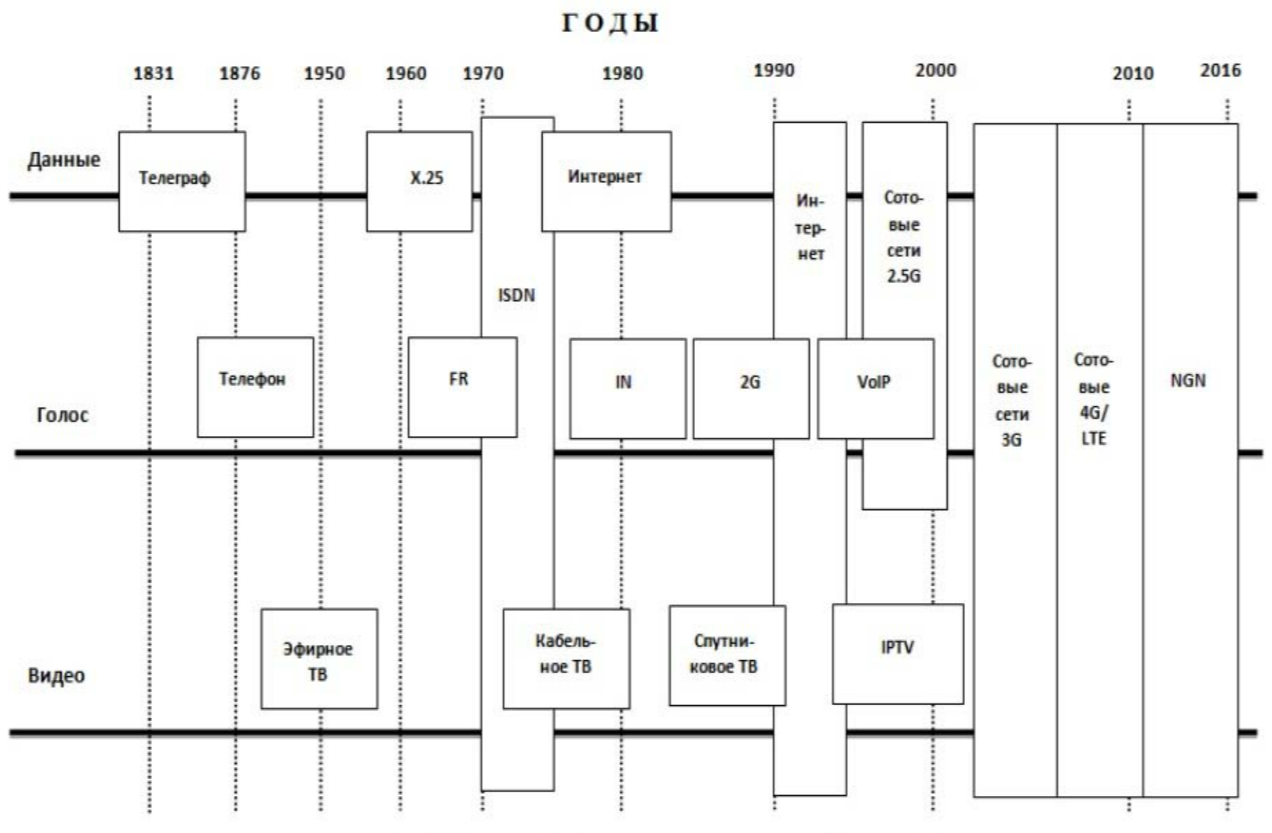 ГОДЫ
1831 1876 1950 1960 1970 1980 1990 2000 2010 2016
Данные
Телеграф
X.25
Интернет
Ин-
тер-
нет
Сото-
вые
сети
2.5G
ISDN
Голос
Телефон
FR
IN
2G
VoIP
Сото-
вые
сети
3G
Сото-
вые
4G/
LTE
NGN
Видео
Эфирное
ТВ
Кабель-
ное ТВ
Спутни-
ковое ТВ
IPTV